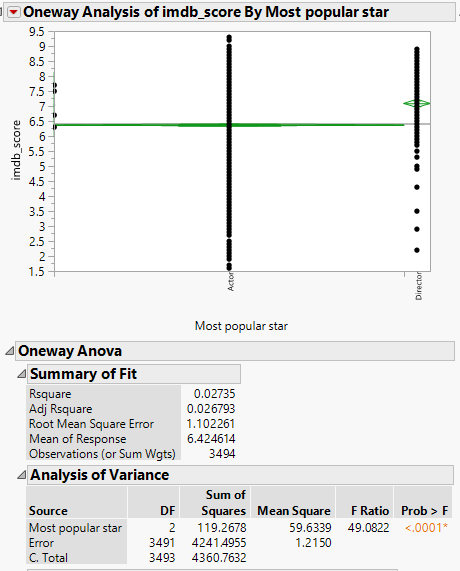 Oneway Analysis of imdb_score By Most popular star
9.5
9
8.5
8
7.5
7
6.5
6
5.5
5
4.5
4
3.5
3
2.5
2
1.5
imdb_score
Actor
Director
Most popular star
Oneway Anova
Summary of Fit
Rsquare 0.02735
Adj Rsquare 0.026793
Root Mean Square Error 1.102261
Mean of Response 6.424614
Observations (or Sum Wgts) 3494
Analysis of Variance
Source DF Sum of Squares Mean Square F Ratio Prob > F
Most popular star 2 119.2678 59.6339 49.0822 <.0001*
Error 3491 4241.4955 1.2150
C. Total 3493 4360.7632